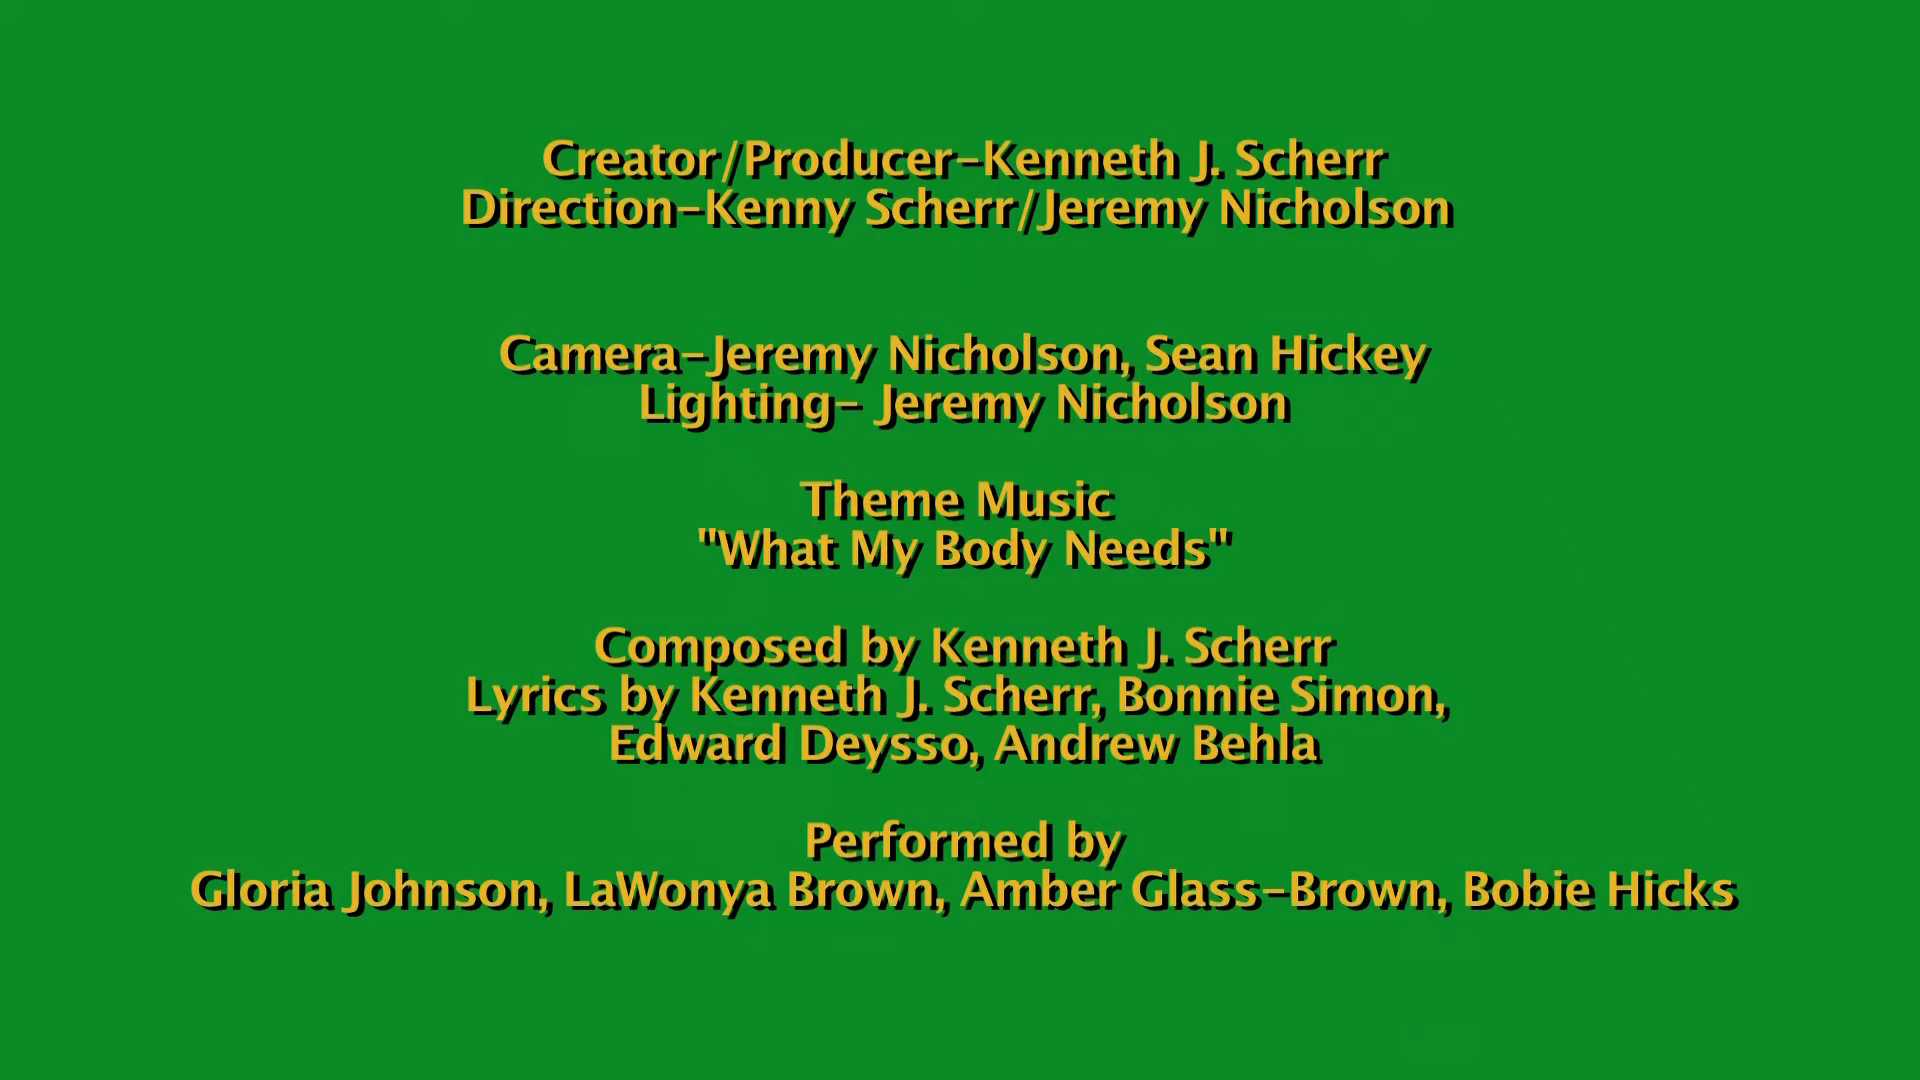 Creator/Producer-Kenneth J. Scherr
Direction-Kenny Scherr/Jeremy Nicholson
Camera-Jeremy Nicholson, Sean Hickey
Lighting- Jeremy Nicholson
Theme Music
"What My Body Needs"
Composed by Kenneth J. Scherr
Lyrics by Kenneth J. Scherr, Bonnie Simon,
Edward Deysso, Andrew Behla
Performed by
Gloria Johnson, LaWonya Brown, Amber Glass-Brown, Bobie Hicks